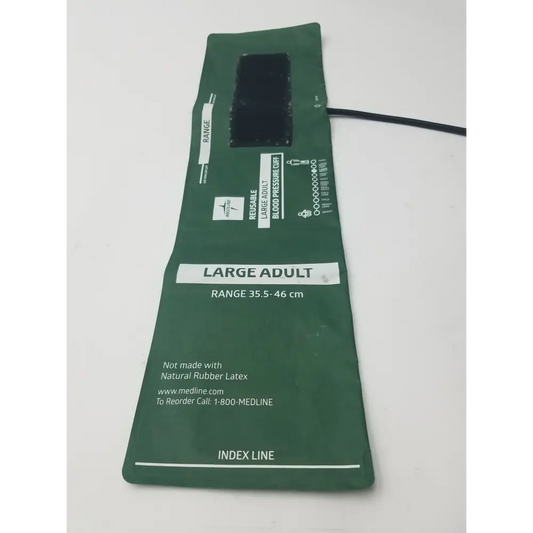 RANGE
MEDLINE
REUSABLE
LARGE ADULT
BLOOD PRESSURE CUFF
LARGE ADULT
RANGE 35.5-46 cm
Not made with
Natural Rubber Latex
www.medline.com
To Reorder Call: 1-800-MEDLINE
INDEX LINE